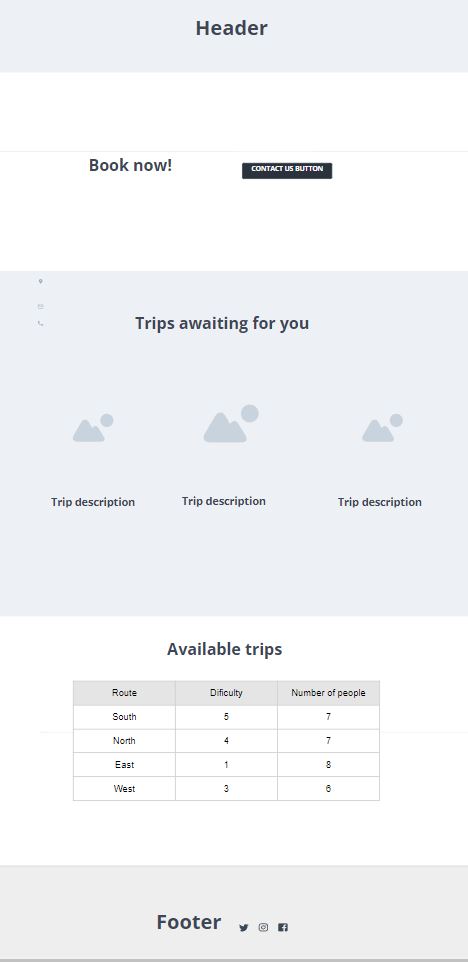 Header
Book now!
CONTACT US BUTTON
Trips awaiting for you
Trip description
Trip description
Trip description
Available trips
Route Dificulty Number of people
South 5 7
North 4 7
East 1 8
West 3 6
Footer